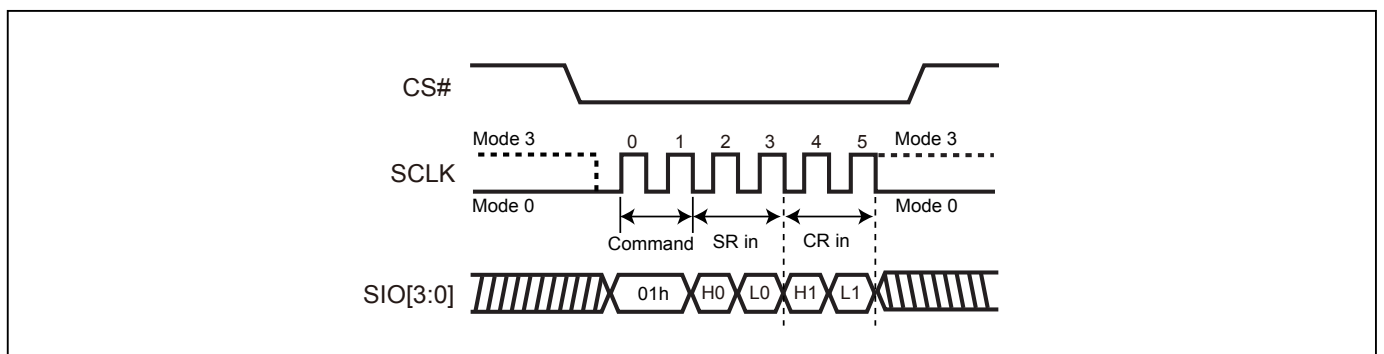 CS#
Mode 3 0 1 2 3 4 5 Mode 3
SCLK
Mode 0 Mode 0
Command SR in CR in
SIO[3:0] 01h H0 L0 H1 L1